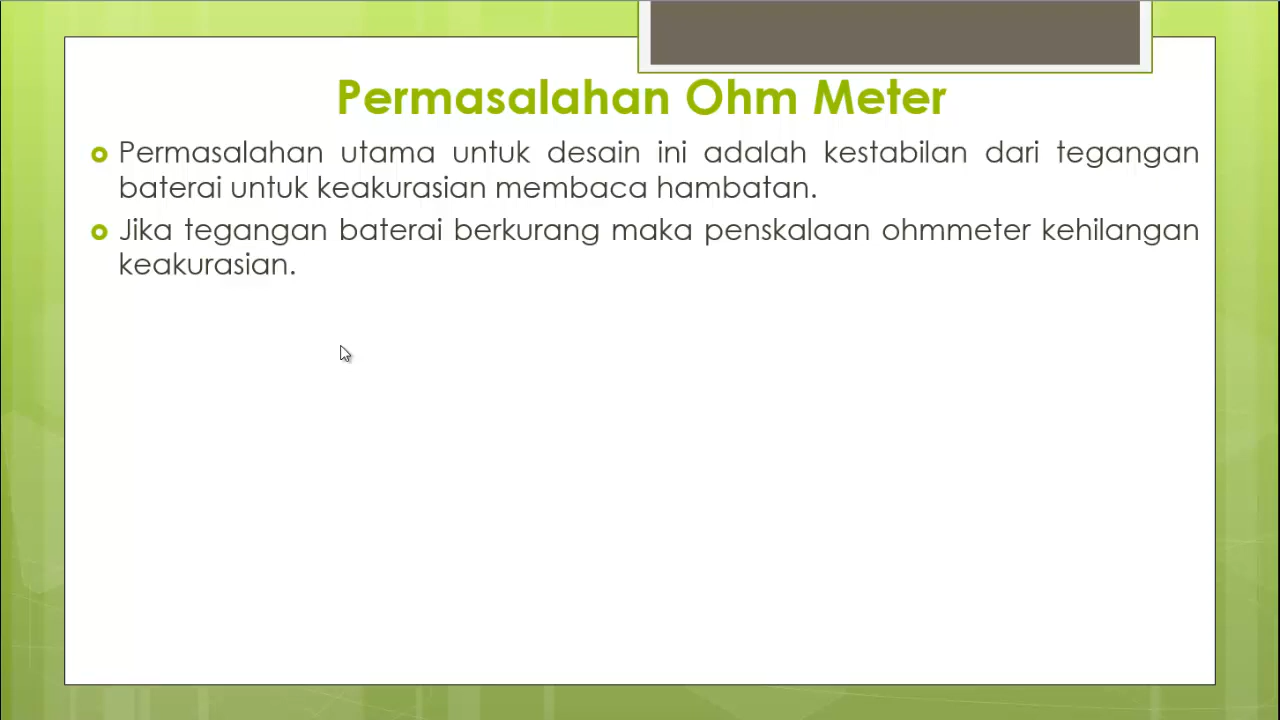 Permasalahan Ohm Meter
Permasalahan utama untuk desain ini adalah kestabilan dari tegangan
baterai untuk keakurasian membaca hambatan.
Jika tegangan baterai berkurang maka penskalaan ohmmeter kehilangan
keakurasian.